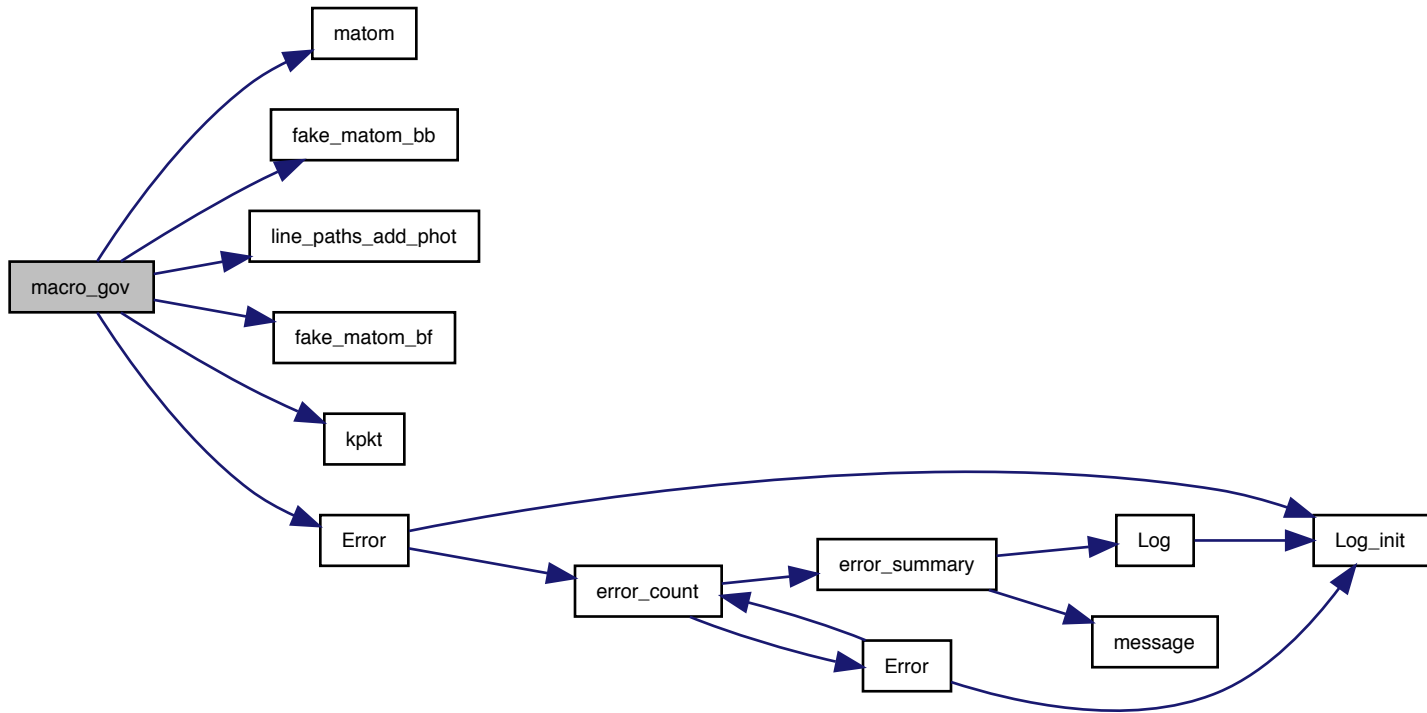 matom
fake_matom_bb
line_paths_add_phot
macro_gov
fake_matom_bf
kpkt
Error
error_count
error_summary
Log
Log_init
message
Error